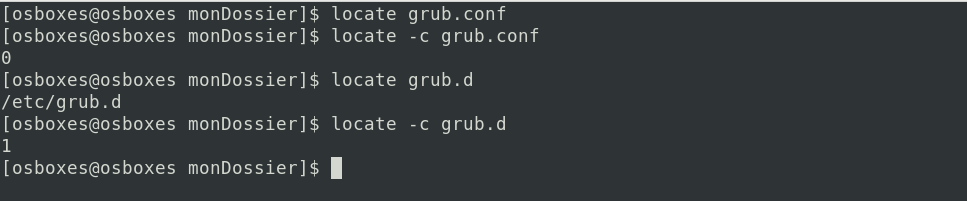 [osboxes@osboxes monDossier]$ locate grub.conf
[osboxes@osboxes monDossier]$ locate -c grub.conf
0
[osboxes@osboxes monDossier]$ locate grub.d
/etc/grub.d
[osboxes@osboxes monDossier]$ locate -c grub.d
1
[osboxes@osboxes monDossier]$